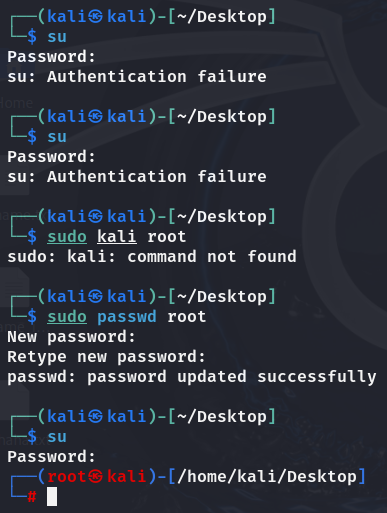 ┌──(kali㉿kali)-[~/Desktop]
└─$ su
Password:
su: Authentication failure
┌──(kali㉿kali)-[~/Desktop]
└─$ su
Password:
su: Authentication failure
┌──(kali㉿kali)-[~/Desktop]
└─$ sudo kali root
sudo: kali: command not found
┌──(kali㉿kali)-[~/Desktop]
└─$ sudo passwd root
New password:
Retype new password:
passwd: password updated successfully
┌──(kali㉿kali)-[~/Desktop]
└─$ su
Password:
┌──(root㉿kali)-[/home/kali/Desktop]
└─#